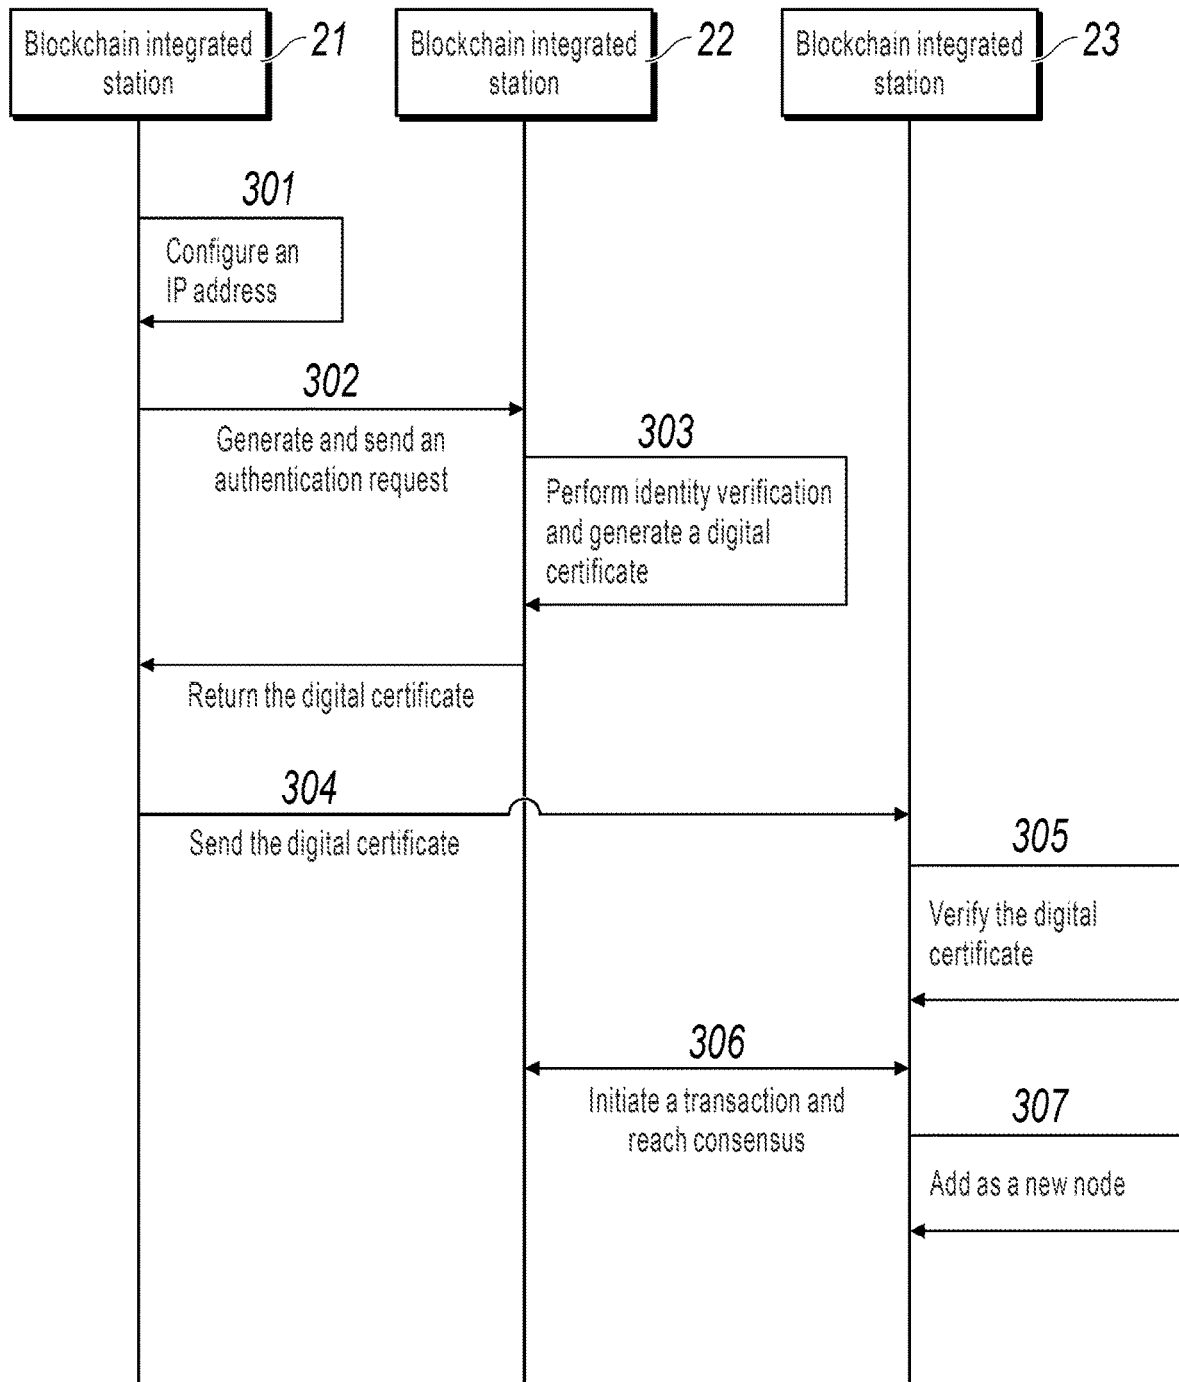 Blockchain integrated
station
21
Blockchain integrated
station
22
Blockchain integrated
station
23
301
Configure an
IP address
302
Generate and send an
authentication request
303
Perform identity verification
and generate a digital
certificate
Return the digital certificate
304
Send the digital certificate
305
Verify the digital
certificate
306
Initiate a transaction and
reach consensus
307
Add as a new node